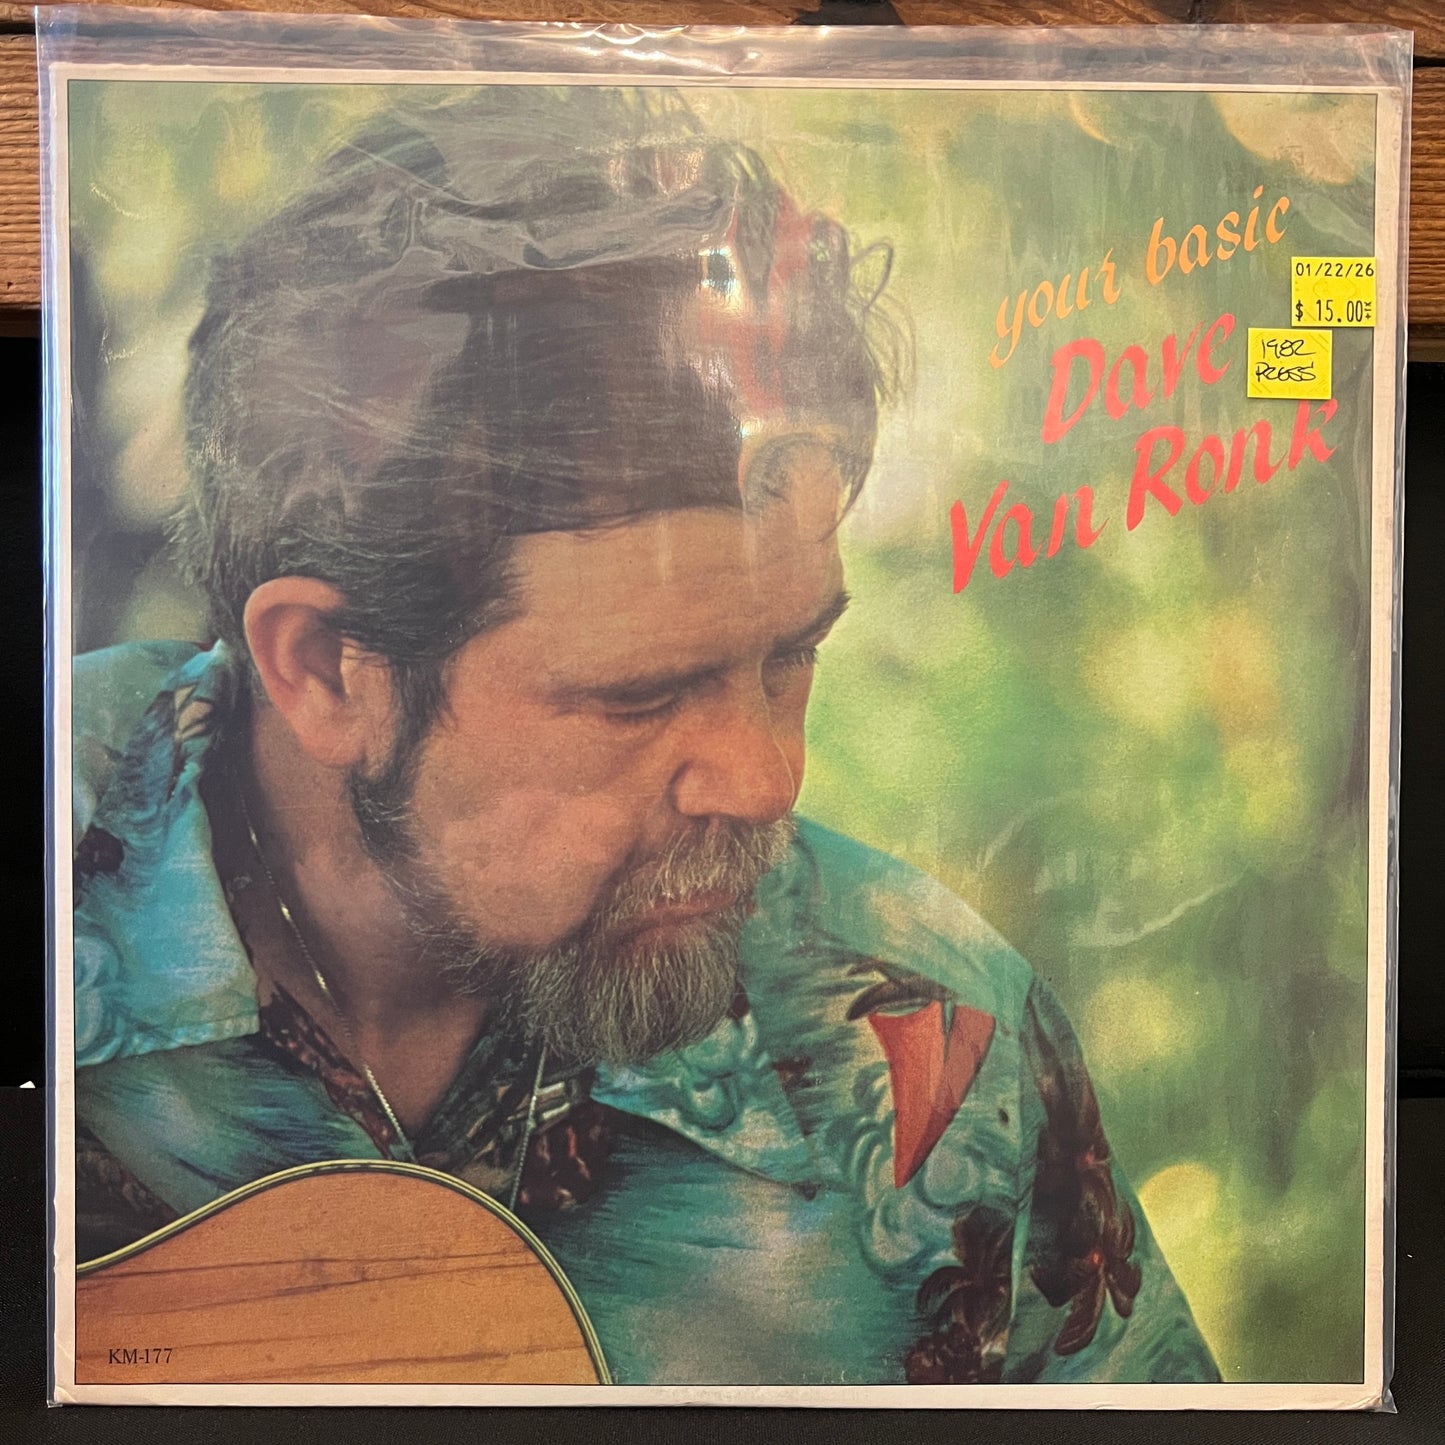 your basic
Dave
Van Ronk
01/22/26
$ 15.00
1982
PRESS
KM-177